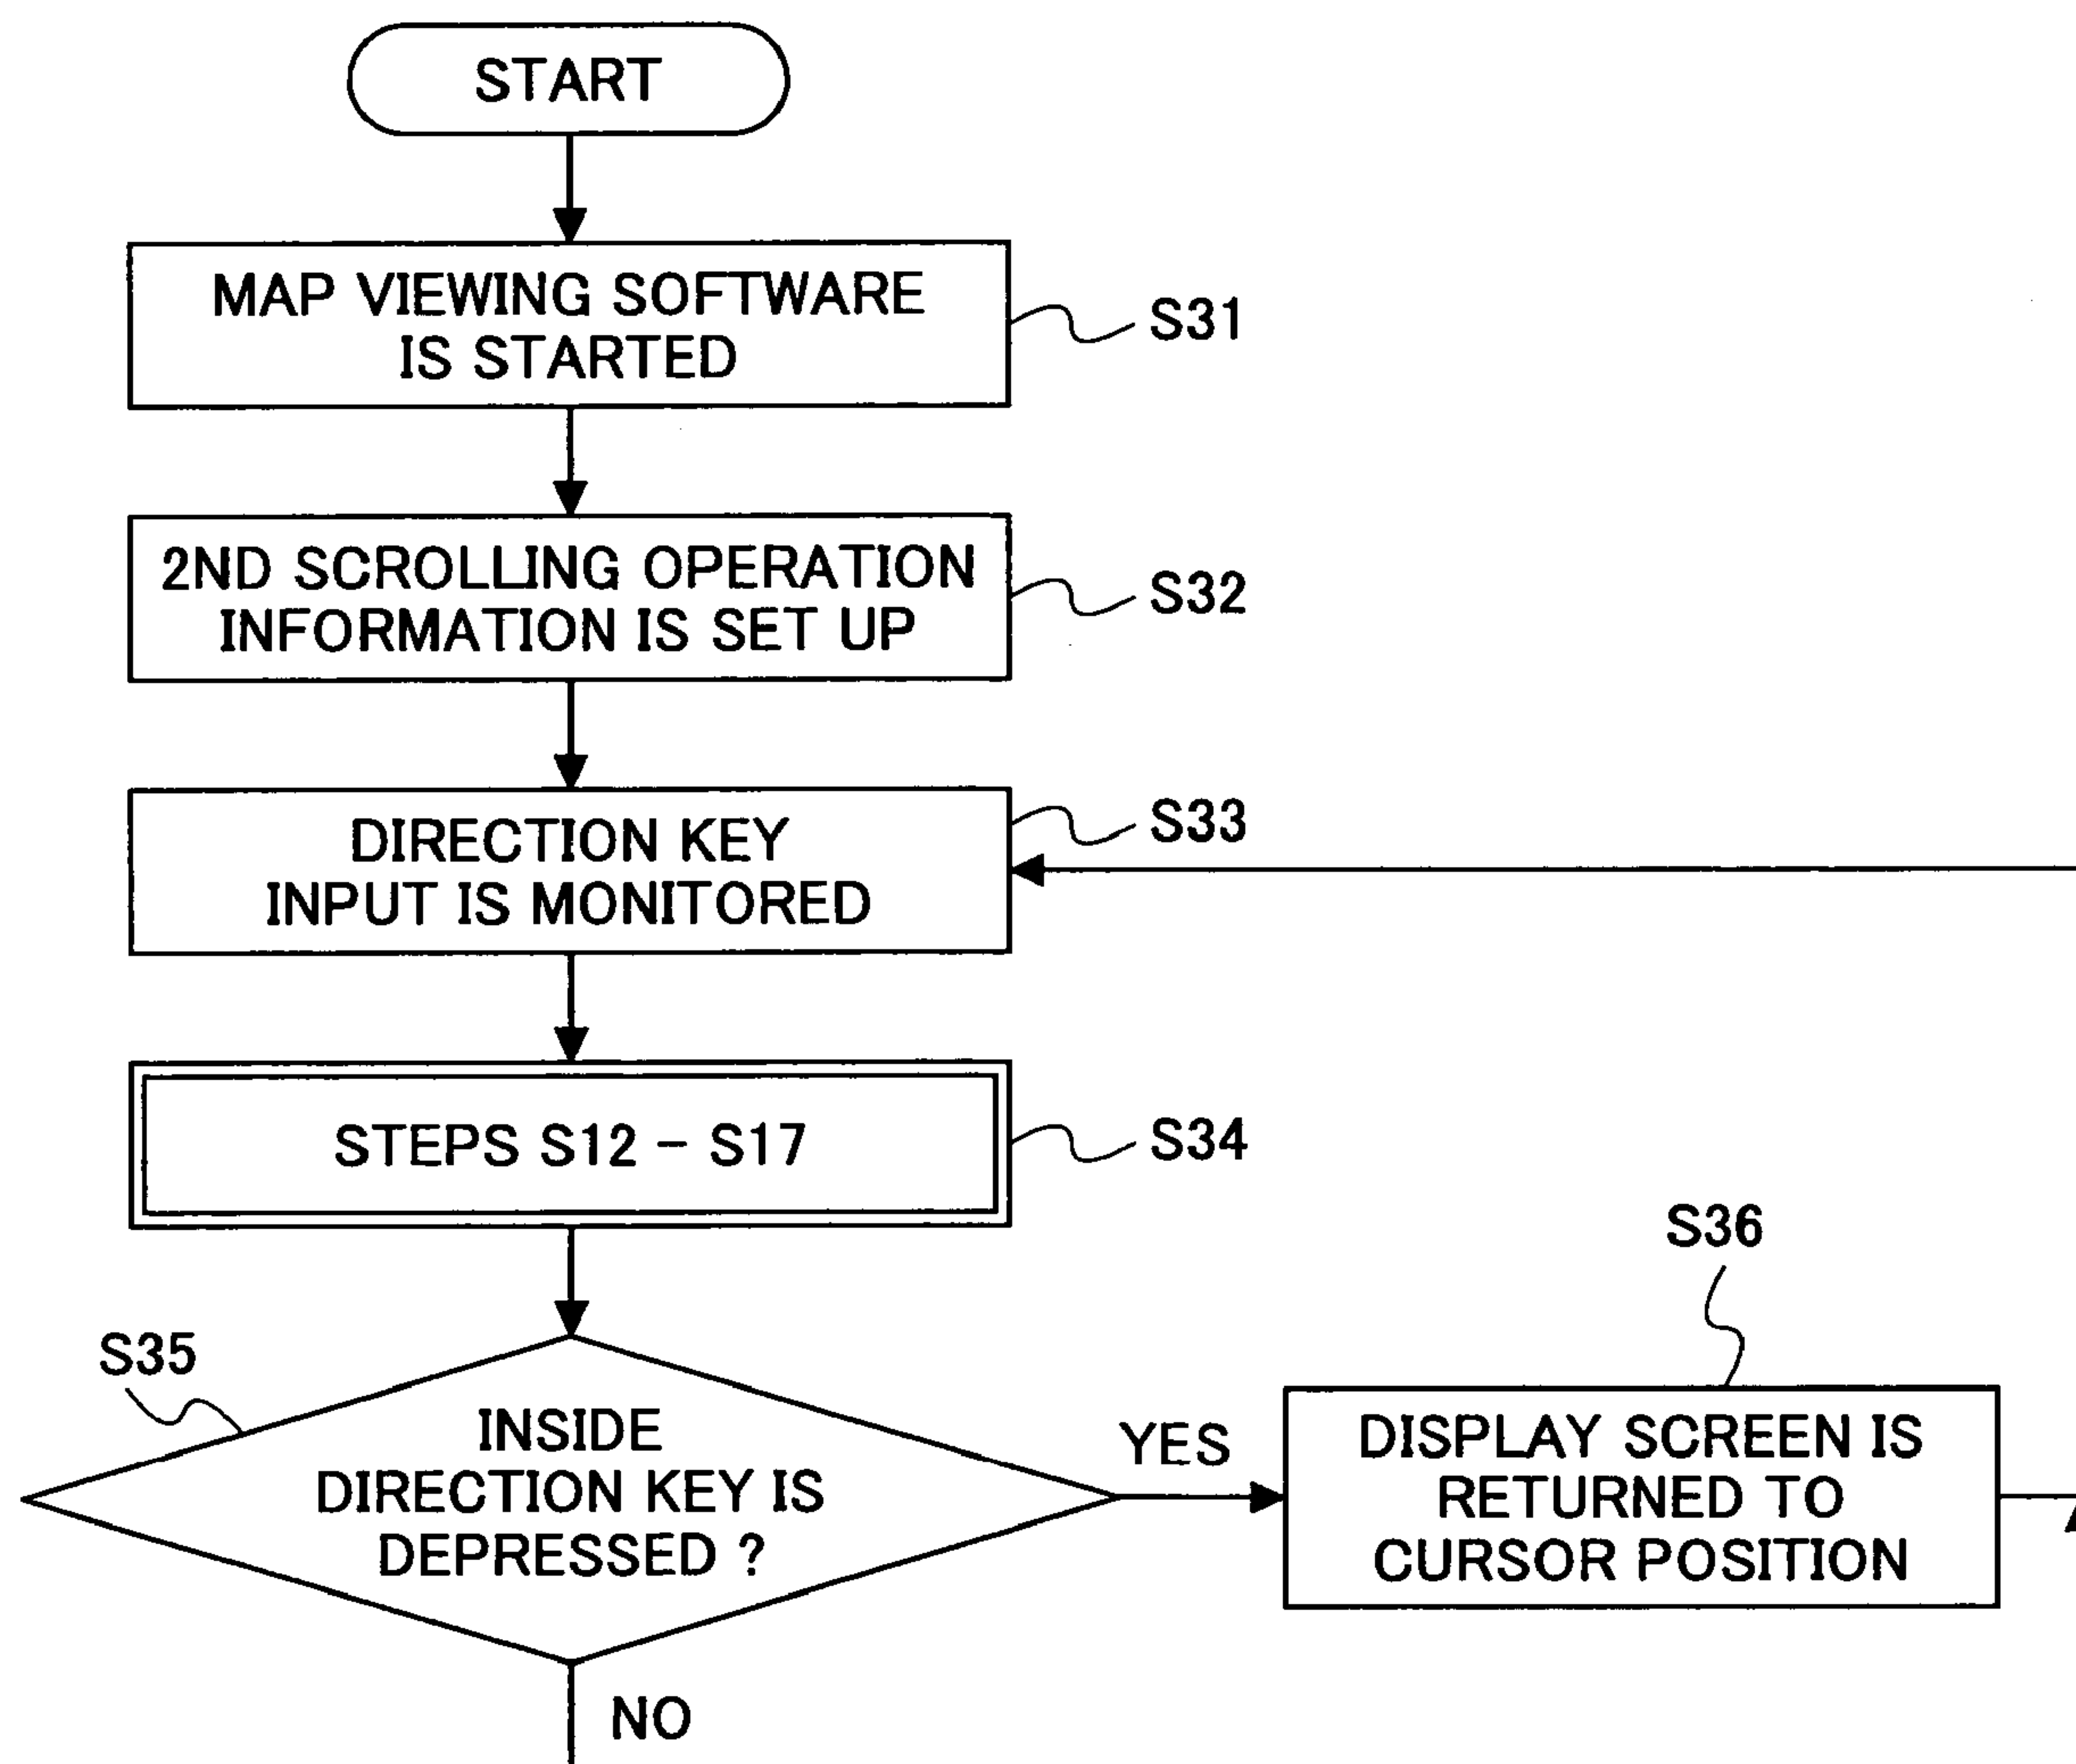 START
MAP VIEWING SOFTWARE
IS STARTED
S31
2ND SCROLLING OPERATION
INFORMATION IS SET UP
S32
DIRECTION KEY
INPUT IS MONITORED
S33
STEPS S12 – S17
S34
S35
INSIDE
DIRECTION KEY IS
DEPRESSED ?
YES
S36
DISPLAY SCREEN IS
RETURNED TO
CURSOR POSITION
NO